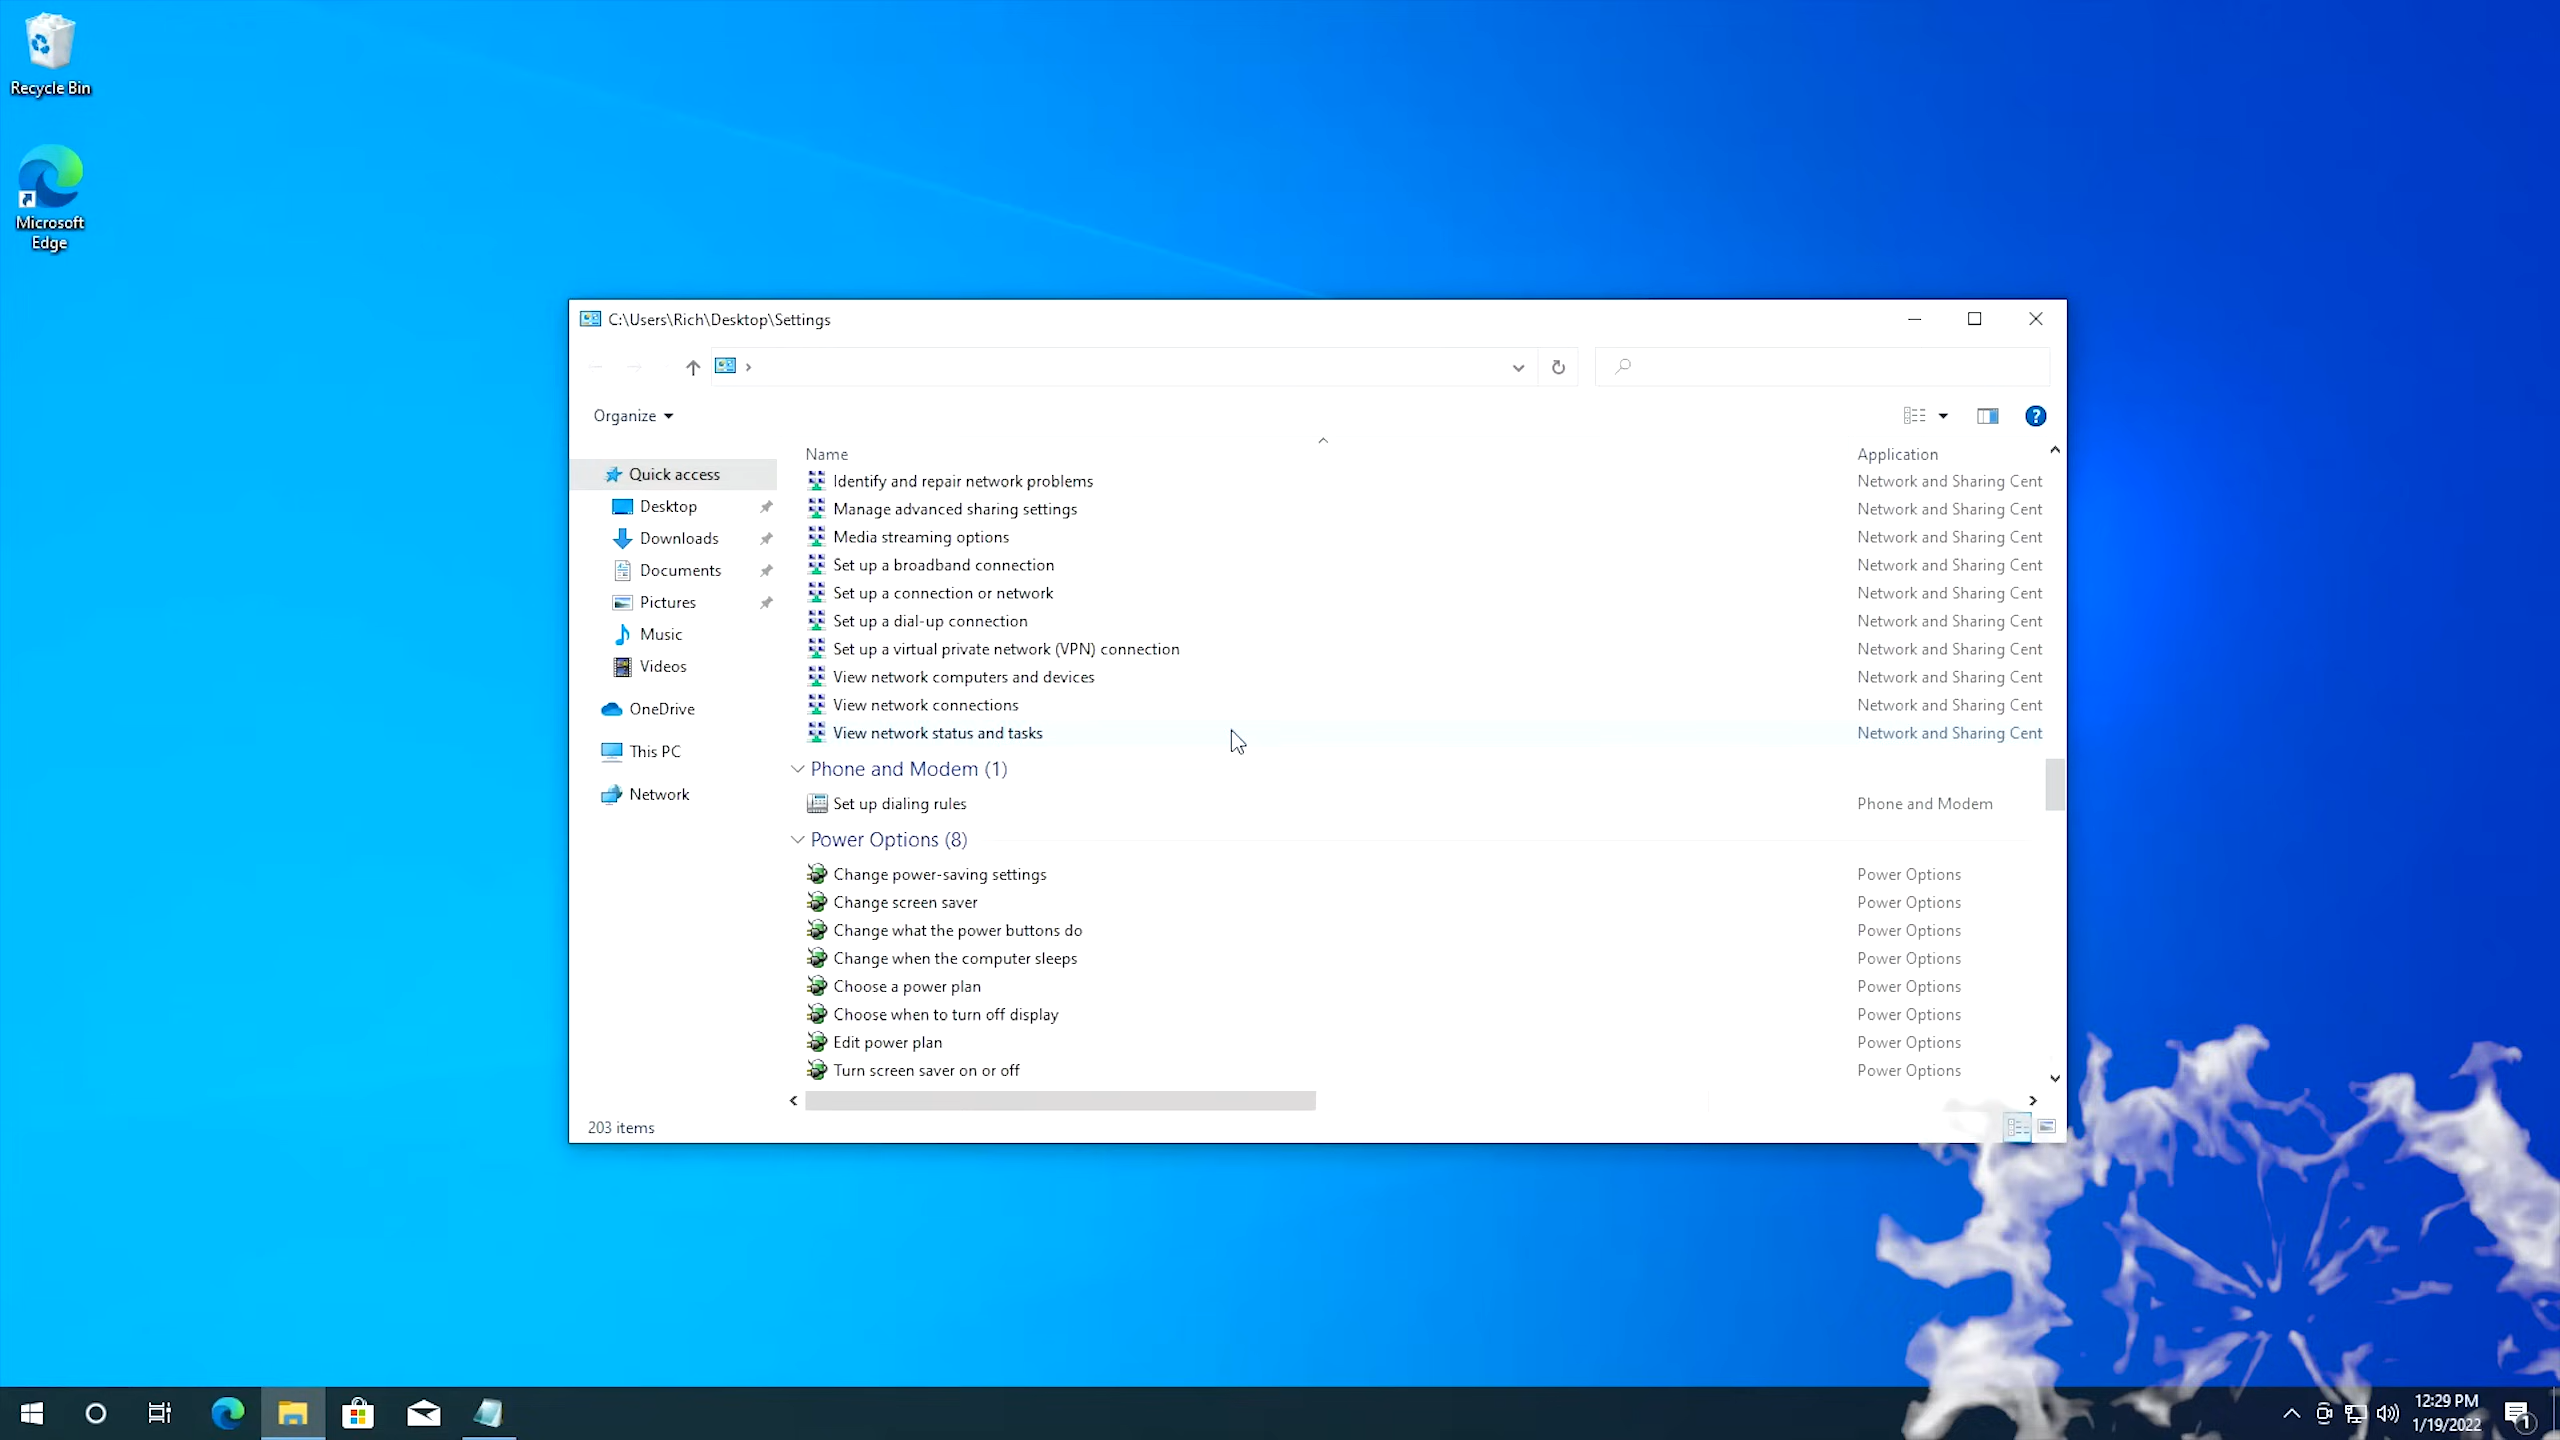 Recycle Bin
Microsoft
Edge
C:\Users\Rich\Desktop\Settings
Organize
Name
Application
Quick access
Desktop
Downloads
Documents
Pictures
Music
Videos
OneDrive
This PC
Network
Identify and repair network problems Network and Sharing Cent
Manage advanced sharing settings Network and Sharing Cent
Media streaming options Network and Sharing Cent
Set up a broadband connection Network and Sharing Cent
Set up a connection or network Network and Sharing Cent
Set up a dial-up connection Network and Sharing Cent
Set up a virtual private network (VPN) connection Network and Sharing Cent
View network computers and devices Network and Sharing Cent
View network connections Network and Sharing Cent
View network status and tasks Network and Sharing Cent
Phone and Modem (1)
Set up dialing rules Phone and Modem
Power Options (8)
Change power-saving settings Power Options
Change screen saver Power Options
Change what the power buttons do Power Options
Change when the computer sleeps Power Options
Choose a power plan Power Options
Choose when to turn off display Power Options
Edit power plan Power Options
Turn screen saver on or off Power Options
203 items
12:29 PM
1/19/2022
1